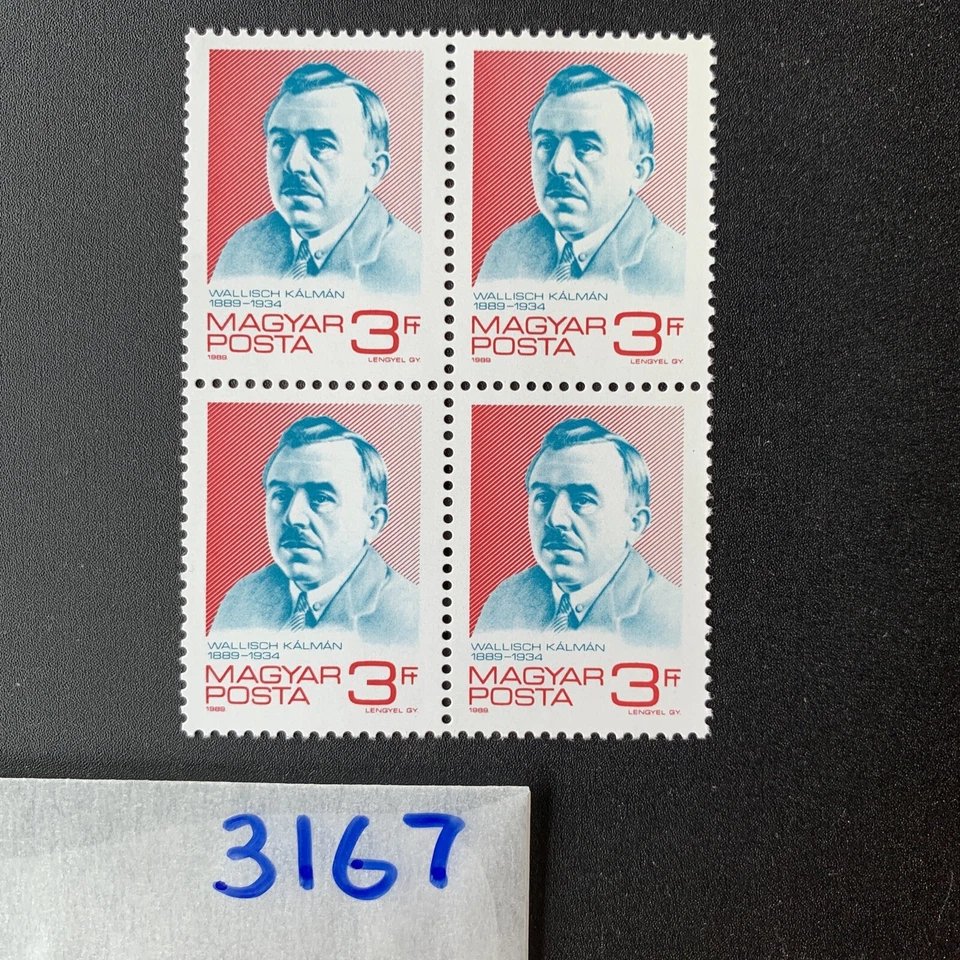 WALLISCH KÁLMÁN
1889-1934
MAGYAR
POSTA
3 Ft
1989
LENGYEL GY.
WALLISCH KÁLMÁN
1889-1934
MAGYAR
POSTA
3 Ft
1989
LENGYEL GY.
WALLISCH KÁLMÁN
1889-1934
MAGYAR
POSTA
3 Ft
1989
LENGYEL GY.
WALLISCH KÁLMÁN
1889-1934
MAGYAR
POSTA
3 Ft
1989
LENGYEL GY.
3167